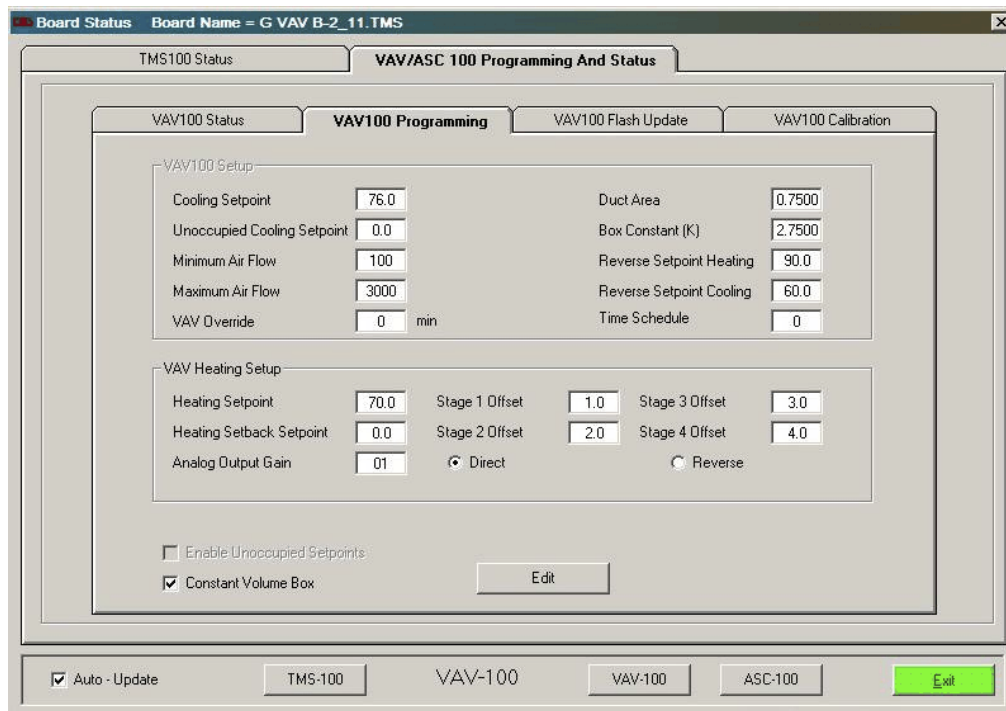 Board Status Board Name = G VAV B-2_11.TMS
TMS100 Status VAV/ASC 100 Programming And Status
VAV100 Status VAV100 Programming VAV100 Flash Update VAV100 Calibration
VAV100 Setup
Cooling Setpoint 76.0 Duct Area 0.7500
Unoccupied Cooling Setpoint 0.0 Box Constant (K) 2.7500
Minimum Air Flow 100 Reverse Setpoint Heating 90.0
Maximum Air Flow 3000 Reverse Setpoint Cooling 60.0
VAV Override 0 min Time Schedule 0
VAV Heating Setup
Heating Setpoint 70.0 Stage 1 Offset 1.0 Stage 3 Offset 3.0
Heating Setback Setpoint 0.0 Stage 2 Offset 2.0 Stage 4 Offset 4.0
Analog Output Gain 01 Direct Reverse
Enable Unoccupied Setpoints
Constant Volume Box Edit
Auto - Update TMS-100 VAV-100 VAV-100 ASC-100 Exit